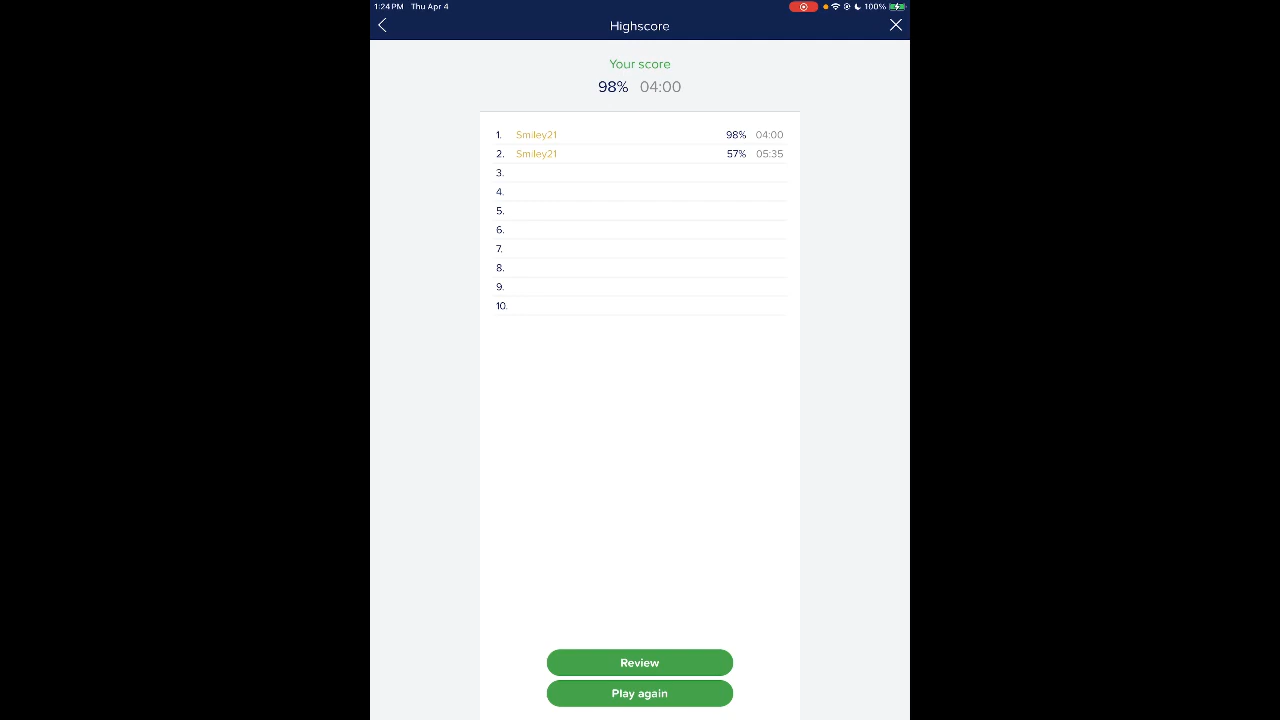 1:24 PM Thu Apr 4 100%
Highscore
Your score
98% 04:00
1. Smiley21 98% 04:00
2. Smiley21 57% 05:35
3.
4.
5.
6.
7.
8.
9.
10.
Review
Play again